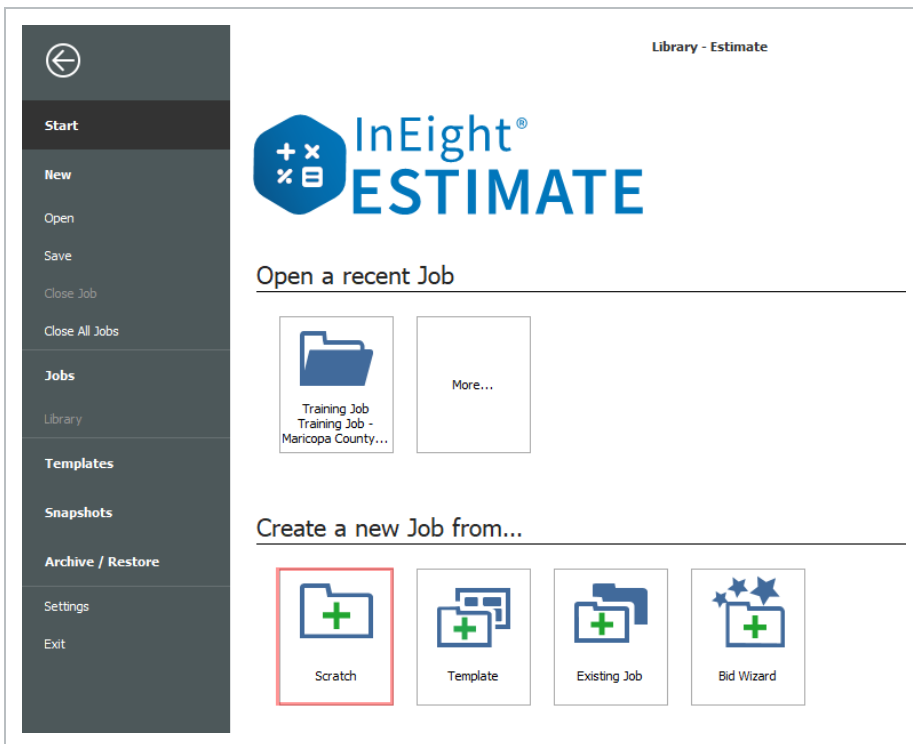 Library - Estimate
Start
New
Open
Save
Close Job
Close All Jobs
Jobs
Library
Templates
Snapshots
Archive / Restore
Settings
Exit
InEight®
ESTIMATE
Open a recent Job
Training Job
Training Job -
Maricopa County...
More...
Create a new Job from...
Scratch
Template
Existing Job
Bid Wizard